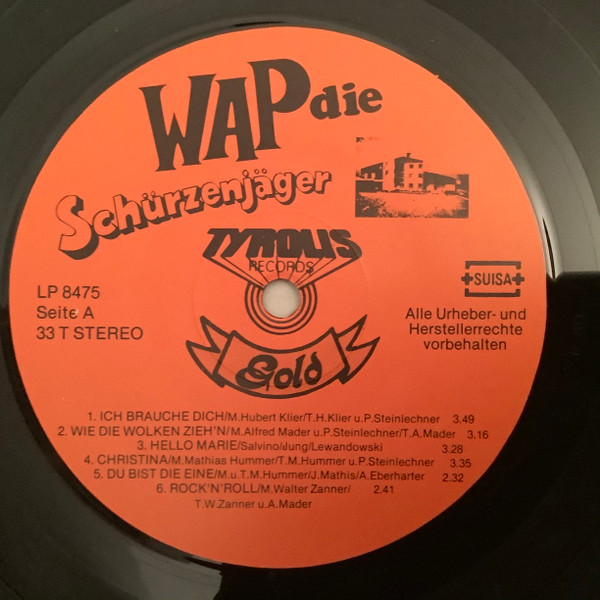 WAP die
Schürzenjäger
TYROLIS
RECORDS
LP 8475
Seite A
33 T STEREO
SUISA
Alle Urheber- und
Herstellerrechte
vorbehalten
Gold
1. ICH BRAUCHE DICH/M.Hubert Klier/T.H.Klier u.P.Steinlechner 3.49
2. WIE DIE WOLKEN ZIEH'N/M.Alfred Mader u.P.Steinlechner/T.A.Mader 3.16
3. HELLO MARIE/Salvino/Jung/Lewandowski 3.28
4. CHRISTINA/M.Mathias Hummer/T.M.Hummer u.P.Steinlechner 3.35
5. DU BIST DIE EINE/M.u.T.M.Hummer/J.Mathis/A.Eberharter 2.32
6. ROCK'N'ROLL/M.Walter Zanner/ 2.41
T.W.Zanner u.A.Mader